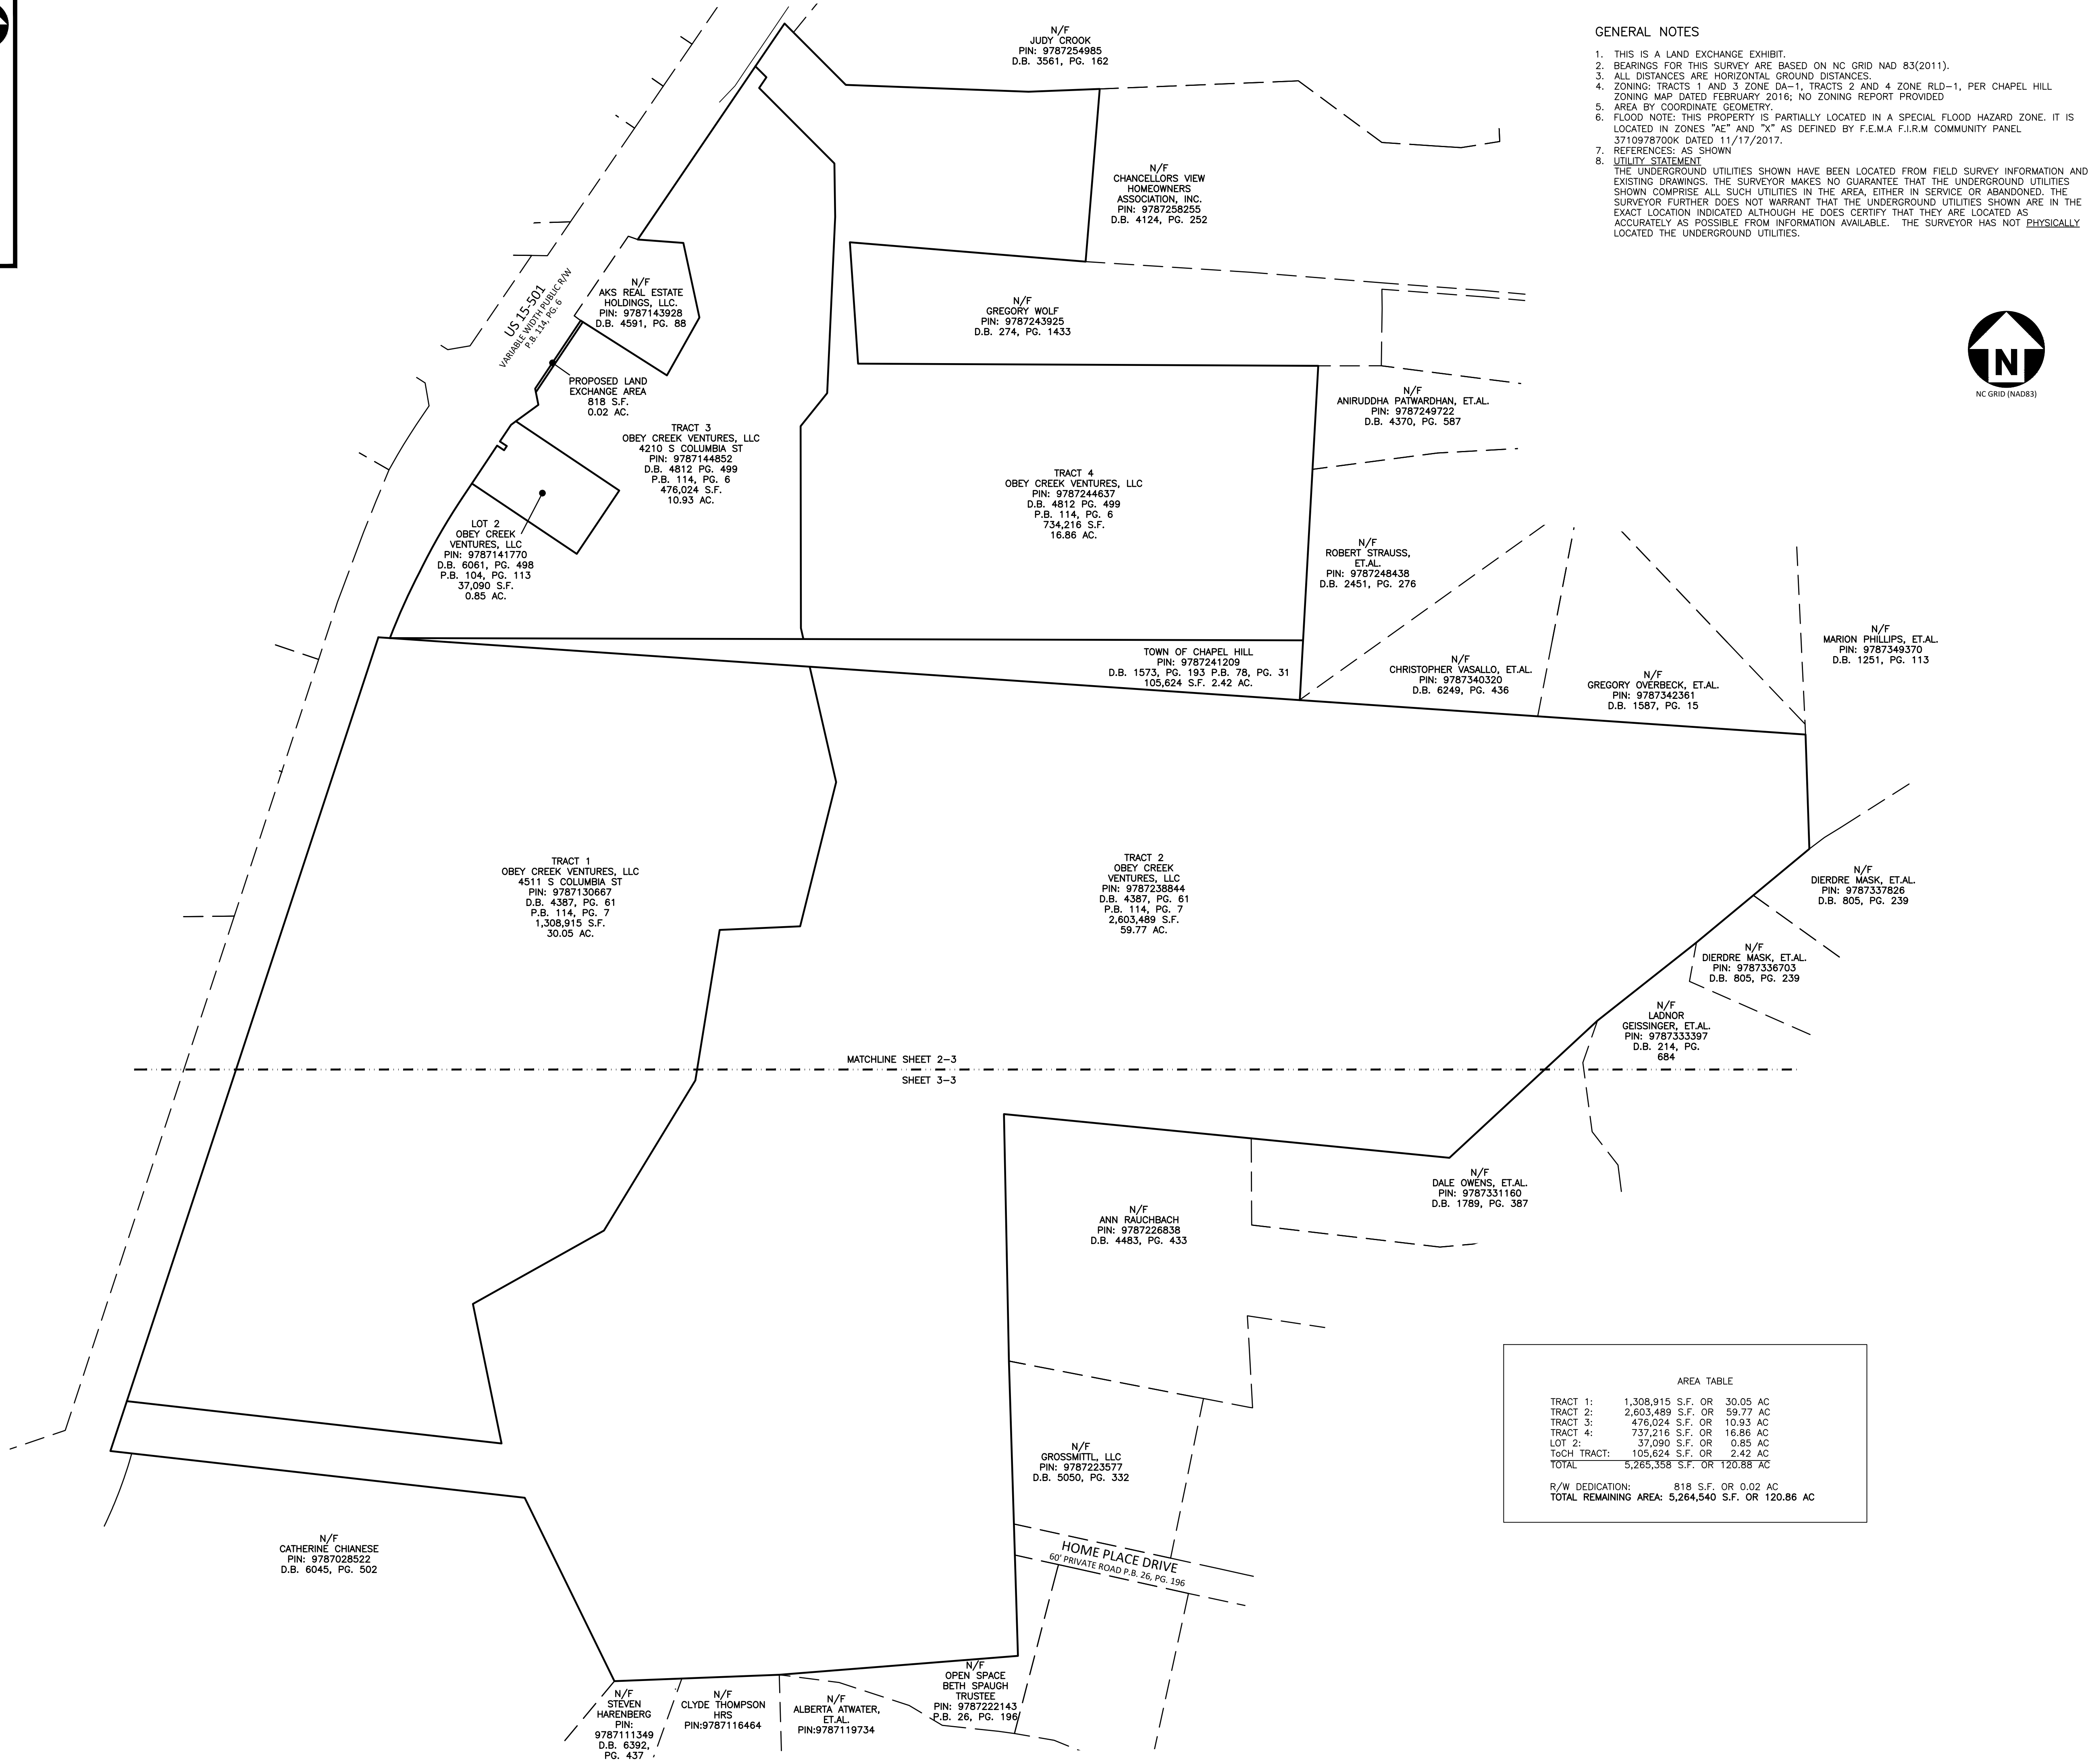 N/F
JUDY CROOK
PIN: 9787254985
D.B. 3561, PG. 162
GENERAL NOTES
1. THIS IS A LAND EXCHANGE EXHIBIT.
2. BEARINGS FOR THIS SURVEY ARE BASED ON NC GRID NAD 83(2011).
3. ALL DISTANCES ARE HORIZONTAL GROUND DISTANCES.
4. ZONING: TRACTS 1 AND 3 ZONE DA-1, TRACTS 2 AND 4 ZONE RLD-1, PER CHAPEL HILL
ZONING MAP DATED FEBRUARY 2016; NO ZONING REPORT PROVIDED
5. AREA BY COORDINATE GEOMETRY.
6. FLOOD NOTE: THIS PROPERTY IS PARTIALLY LOCATED IN A SPECIAL FLOOD HAZARD ZONE. IT IS
LOCATED IN ZONES "AE" AND "X" AS DEFINED BY F.E.M.A F.I.R.M COMMUNITY PANEL
3710978700K DATED 11/17/2017.
7. REFERENCES: AS SHOWN
8. UTILITY STATEMENT
THE UNDERGROUND UTILITIES SHOWN HAVE BEEN LOCATED FROM FIELD SURVEY INFORMATION AND
EXISTING DRAWINGS. THE SURVEYOR MAKES NO GUARANTEE THAT THE UNDERGROUND UTILITIES
SHOWN COMPRISE ALL SUCH UTILITIES IN THE AREA, EITHER IN SERVICE OR ABANDONED. THE
SURVEYOR FURTHER DOES NOT WARRANT THAT THE UNDERGROUND UTILITIES SHOWN ARE IN THE
EXACT LOCATION INDICATED ALTHOUGH HE DOES CERTIFY THAT THEY ARE LOCATED AS
ACCURATELY AS POSSIBLE FROM INFORMATION AVAILABLE. THE SURVEYOR HAS NOT PHYSICALLY
LOCATED THE UNDERGROUND UTILITIES.
N
NC GRID (NAD83)
N/F
CHANCELLORS VIEW
HOMEOWNERS
ASSOCIATION, INC.
PIN: 9787258255
D.B. 4124, PG. 252
US 15-501
VARIABLE WIDTH PUBLIC R/W
P.B. 114, PG. 6
N/F
AKS REAL ESTATE
HOLDINGS, LLC.
PIN: 9787143928
D.B. 4591, PG. 88
N/F
GREGORY WOLF
PIN: 9787243925
D.B. 274, PG. 1433
PROPOSED LAND
EXCHANGE AREA
818 S.F.
0.02 AC.
N/F
ANIRUDDHA PATWARDHAN, ET.AL.
PIN: 9787249722
D.B. 4370, PG. 587
TRACT 3
OBEY CREEK VENTURES, LLC
4210 S COLUMBIA ST
PIN: 9787144852
D.B. 4812 PG. 499
P.B. 114, PG. 6
476,024 S.F.
10.93 AC.
TRACT 4
OBEY CREEK VENTURES, LLC
PIN: 9787244637
D.B. 4812 PG. 499
P.B. 114, PG. 6
734,216 S.F.
16.86 AC.
LOT 2
OBEY CREEK
VENTURES, LLC
PIN: 9787141770
D.B. 6061, PG. 498
P.B. 104, PG. 113
37,090 S.F.
0.85 AC.
N/F
ROBERT STRAUSS,
ET.AL.
PIN: 9787248438
D.B. 2451, PG. 276
N/F
MARION PHILLIPS, ET.AL.
PIN: 9787349370
D.B. 1251, PG. 113
TOWN OF CHAPEL HILL
PIN: 9787241209
D.B. 1573, PG. 193 P.B. 78, PG. 31
105,624 S.F. 2.42 AC.
N/F
CHRISTOPHER VASALLO, ET.AL.
PIN: 9787340320
D.B. 6249, PG. 436
N/F
GREGORY OVERBECK, ET.AL.
PIN: 9787342361
D.B. 1587, PG. 15
TRACT 1
OBEY CREEK VENTURES, LLC
4511 S COLUMBIA ST
PIN: 9787130667
D.B. 4387, PG. 61
P.B. 114, PG. 7
1,308,915 S.F.
30.05 AC.
TRACT 2
OBEY CREEK
VENTURES, LLC
PIN: 9787238844
D.B. 4387, PG. 61
P.B. 114, PG. 7
2,603,489 S.F.
59.77 AC.
N/F
DIERDRE MASK, ET.AL.
PIN: 9787337826
D.B. 805, PG. 239
N/F
DIERDRE MASK, ET.AL.
PIN: 9787336703
D.B. 805, PG. 239
N/F
LADNOR
GEISSINGER, ET.AL.
PIN: 9787333397
D.B. 214, PG.
684
MATCHLINE SHEET 2-3
SHEET 3-3
N/F
DALE OWENS, ET.AL.
PIN: 9787331160
D.B. 1789, PG. 387
N/F
ANN RAUCHBACH
PIN: 9787226838
D.B. 4483, PG. 433
AREA TABLE
TRACT 1: 1,308,915 S.F. OR 30.05 AC
TRACT 2: 2,603,489 S.F. OR 59.77 AC
TRACT 3: 476,024 S.F. OR 10.93 AC
TRACT 4: 737,216 S.F. OR 16.86 AC
LOT 2: 37,090 S.F. OR 0.85 AC
ToCH TRACT: 105,624 S.F. OR 2.42 AC
TOTAL 5,265,358 S.F. OR 120.88 AC
R/W DEDICATION: 818 S.F. OR 0.02 AC
TOTAL REMAINING AREA: 5,264,540 S.F. OR 120.86 AC
N/F
GROSSMITTL, LLC
PIN: 9787223577
D.B. 5050, PG. 332
HOME PLACE DRIVE
60' PRIVATE ROAD P.B. 26, PG. 196
N/F
CATHERINE CHIANESE
PIN: 9787028522
D.B. 6045, PG. 502
N/F
STEVEN
HARENBERG
PIN:
9787111349
D.B. 6392,
PG. 437
N/F
CLYDE THOMPSON
HRS
PIN:9787116464
N/F
ALBERTA ATWATER,
ET.AL.
PIN:9787119734
N/F
OPEN SPACE
BETH SPAUGH
TRUSTEE
PIN: 9787222143
P.B. 26, PG. 196